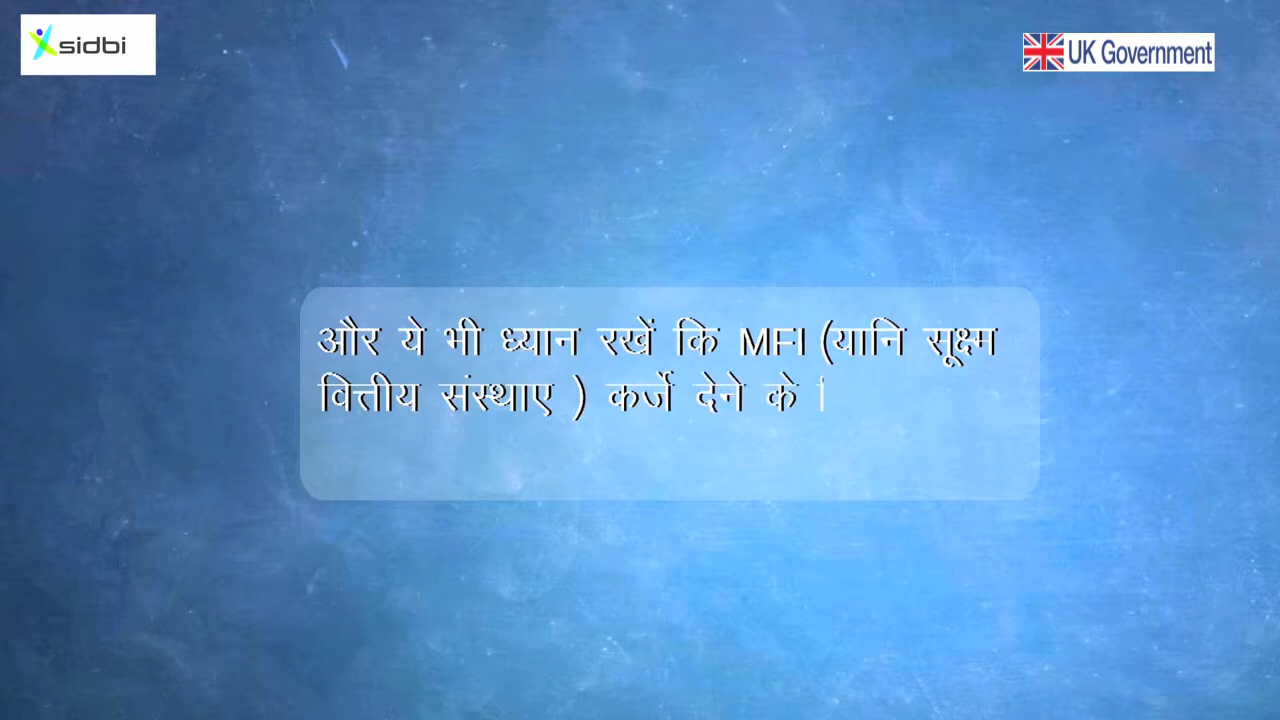 sidbi
UK Government
और ये भी ध्यान रखें कि MFI (यानि सूक्ष्म
वित्तीय संस्थाए ) कर्जे देने के